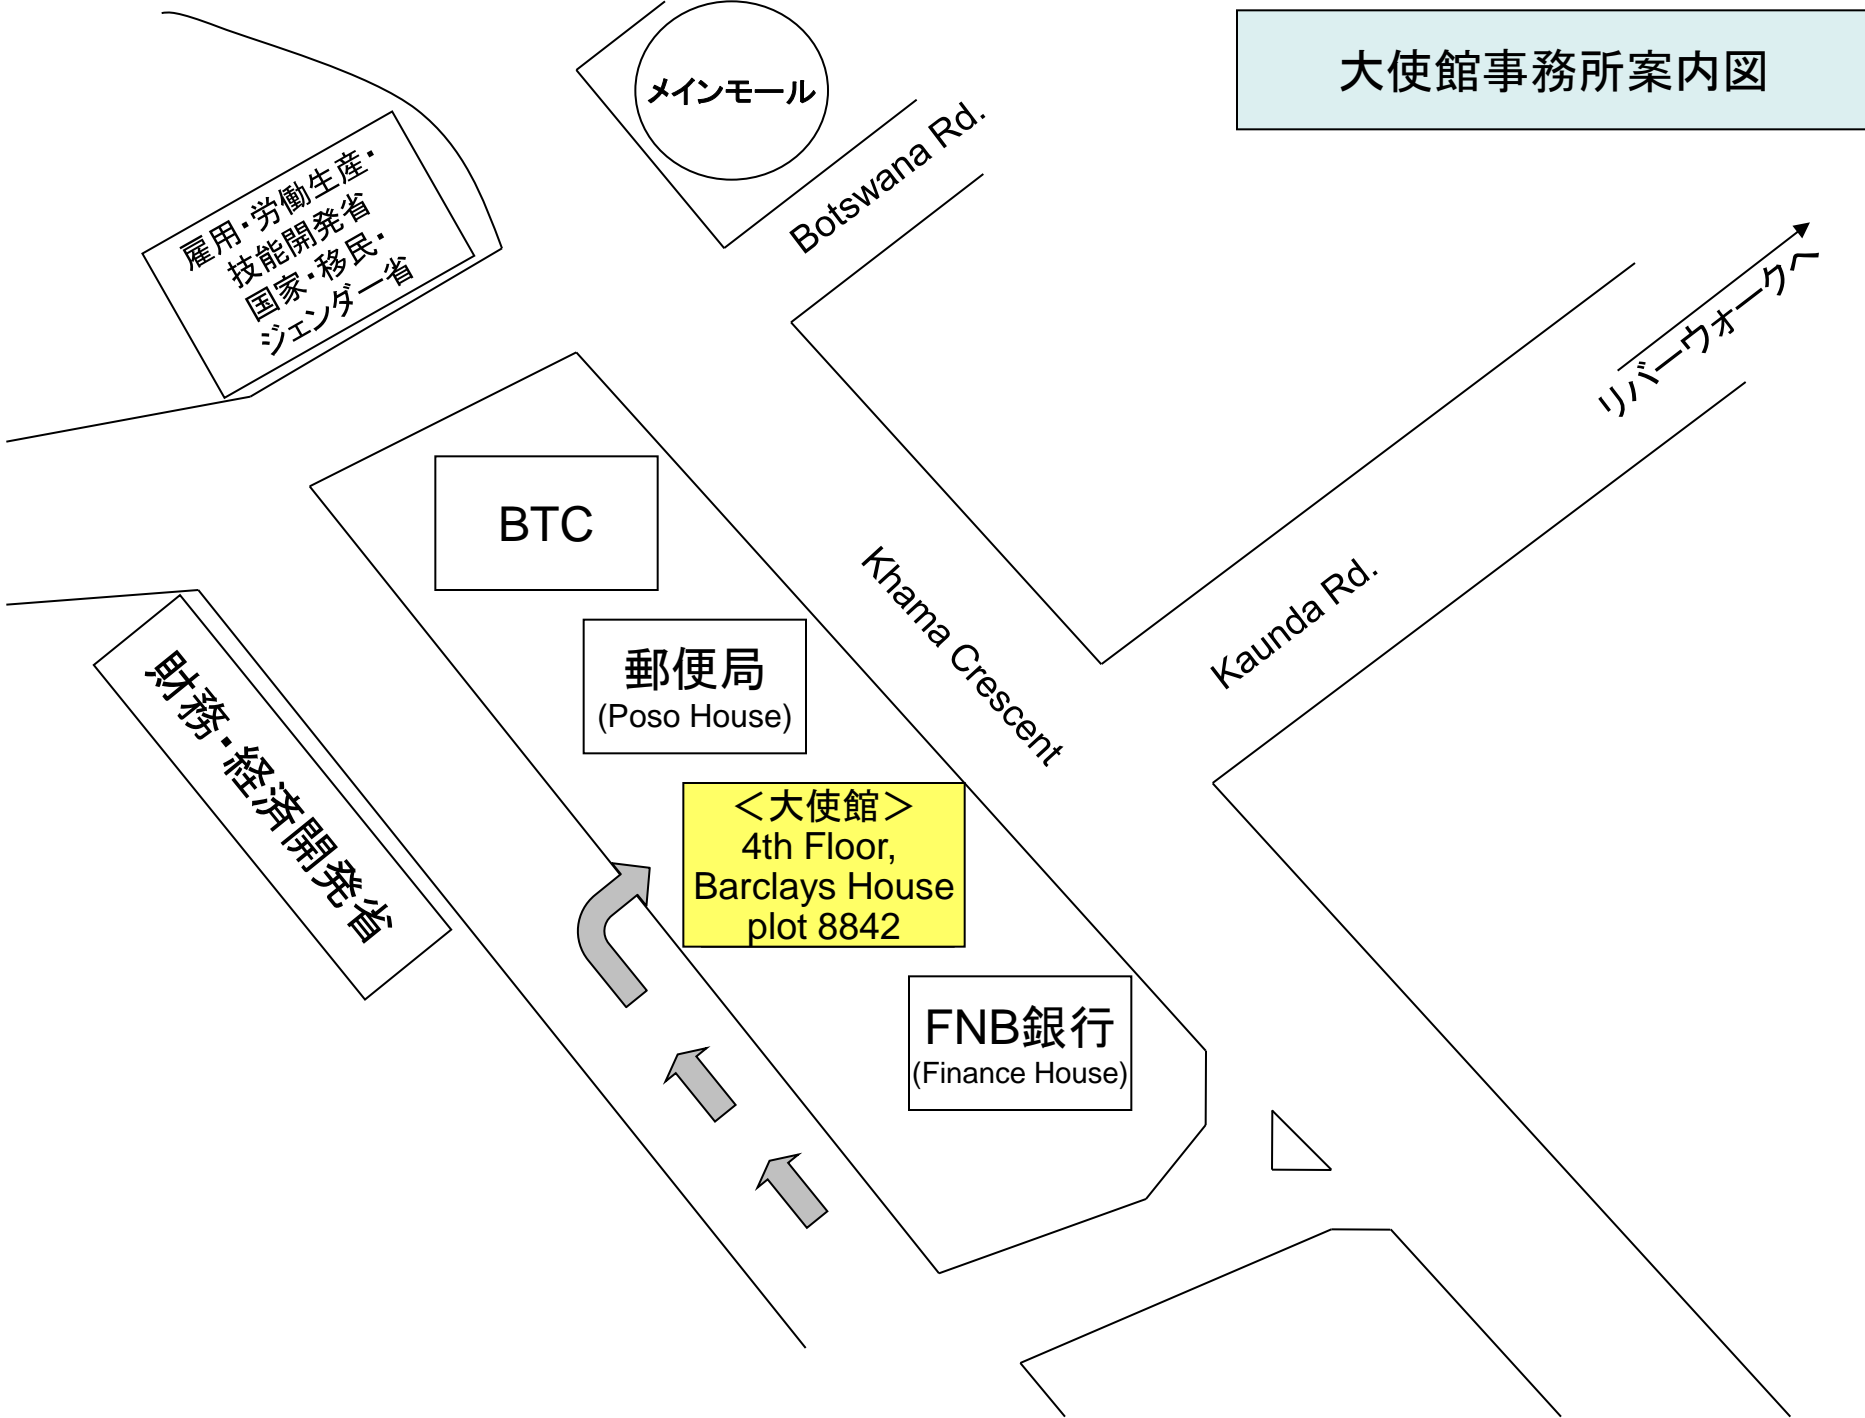 大使館事務所案内図
メインモール
Botswana Rd.
雇用・労働生産・
技能開発省
国家・移民・
ジェンダー省
リバーウォークへ
BTC
Khama Crescent
Kaunda Rd.
郵便局
(Poso House)
財務・経済開発省
＜大使館＞
4th Floor,
Barclays House
plot 8842
FNB銀行
(Finance House)